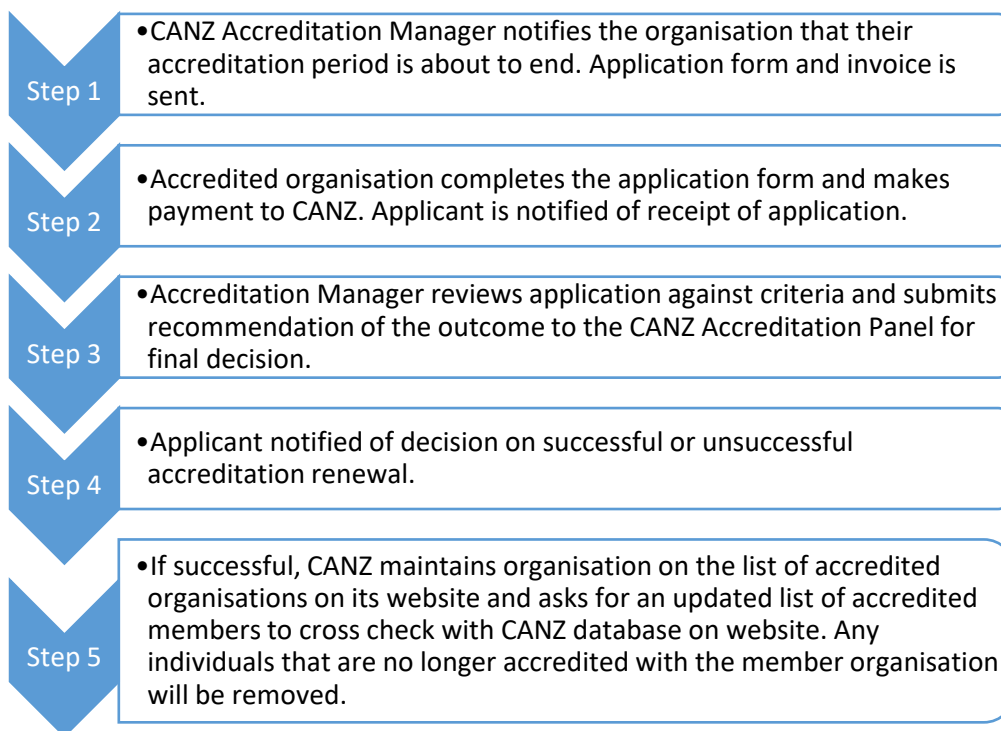 Step 1
•CANZ Accreditation Manager notifies the organisation that their
accreditation period is about to end. Application form and invoice is
sent.
Step 2
•Accredited organisation completes the application form and makes
payment to CANZ. Applicant is notified of receipt of application.
Step 3
•Accreditation Manager reviews application against criteria and submits
recommendation of the outcome to the CANZ Accreditation Panel for
final decision.
Step 4
•Applicant notified of decision on successful or unsuccessful
accreditation renewal.
Step 5
•If successful, CANZ maintains organisation on the list of accredited
organisations on its website and asks for an updated list of accredited
members to cross check with CANZ database on website. Any
individuals that are no longer accredited with the member organisation
will be removed.